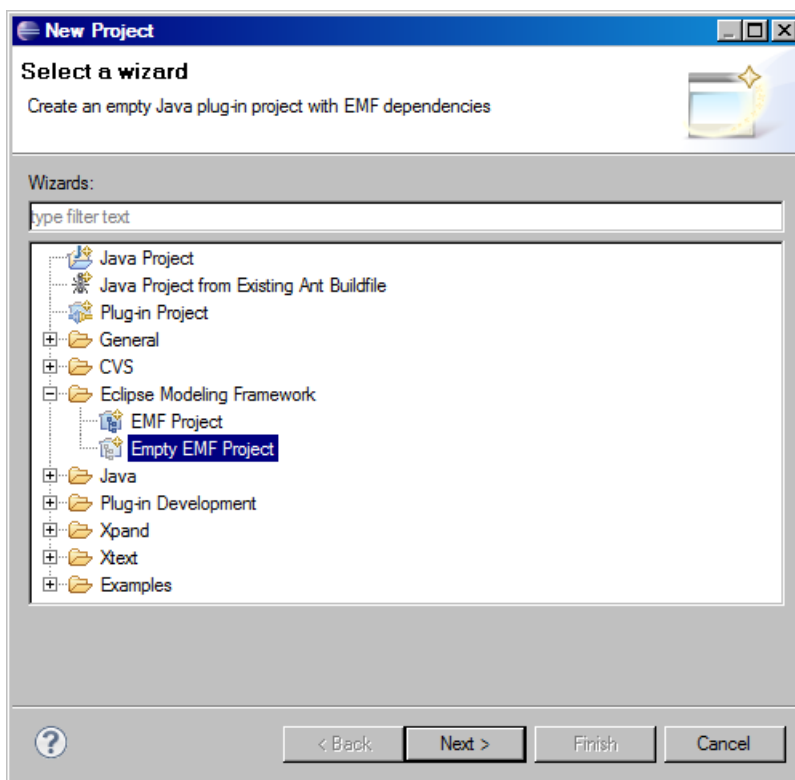 New Project
Select a wizard
Create an empty Java plug-in project with EMF dependencies
Wizards:
type filter text
Java Project
Java Project from Existing Ant Buildfile
Plug-in Project
General
CVS
Eclipse Modeling Framework
EMF Project
Empty EMF Project
Java
Plug-in Development
Xpand
Xtext
Examples
? < Back Next > Finish Cancel